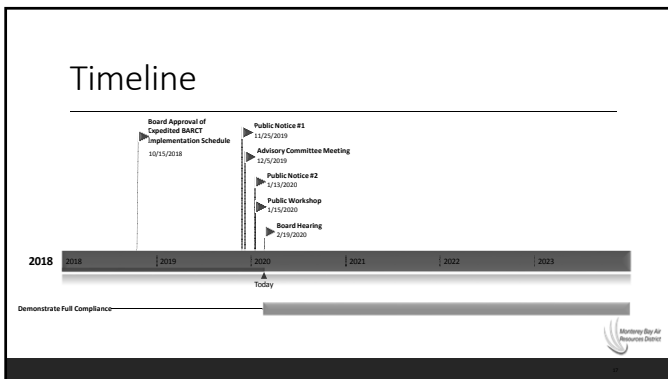 Timeline
Board Approval of
Expedited BARCT
Implementation Schedule
10/15/2018
Public Notice #1
11/25/2019
Advisory Committee Meeting
12/5/2019
Public Notice #2
1/13/2020
Public Workshop
1/15/2020
Board Hearing
2/19/2020
2018
2018 2019 2020 2021 2022 2023
Today
Demonstrate Full Compliance
Monterey Bay Air
Resources District